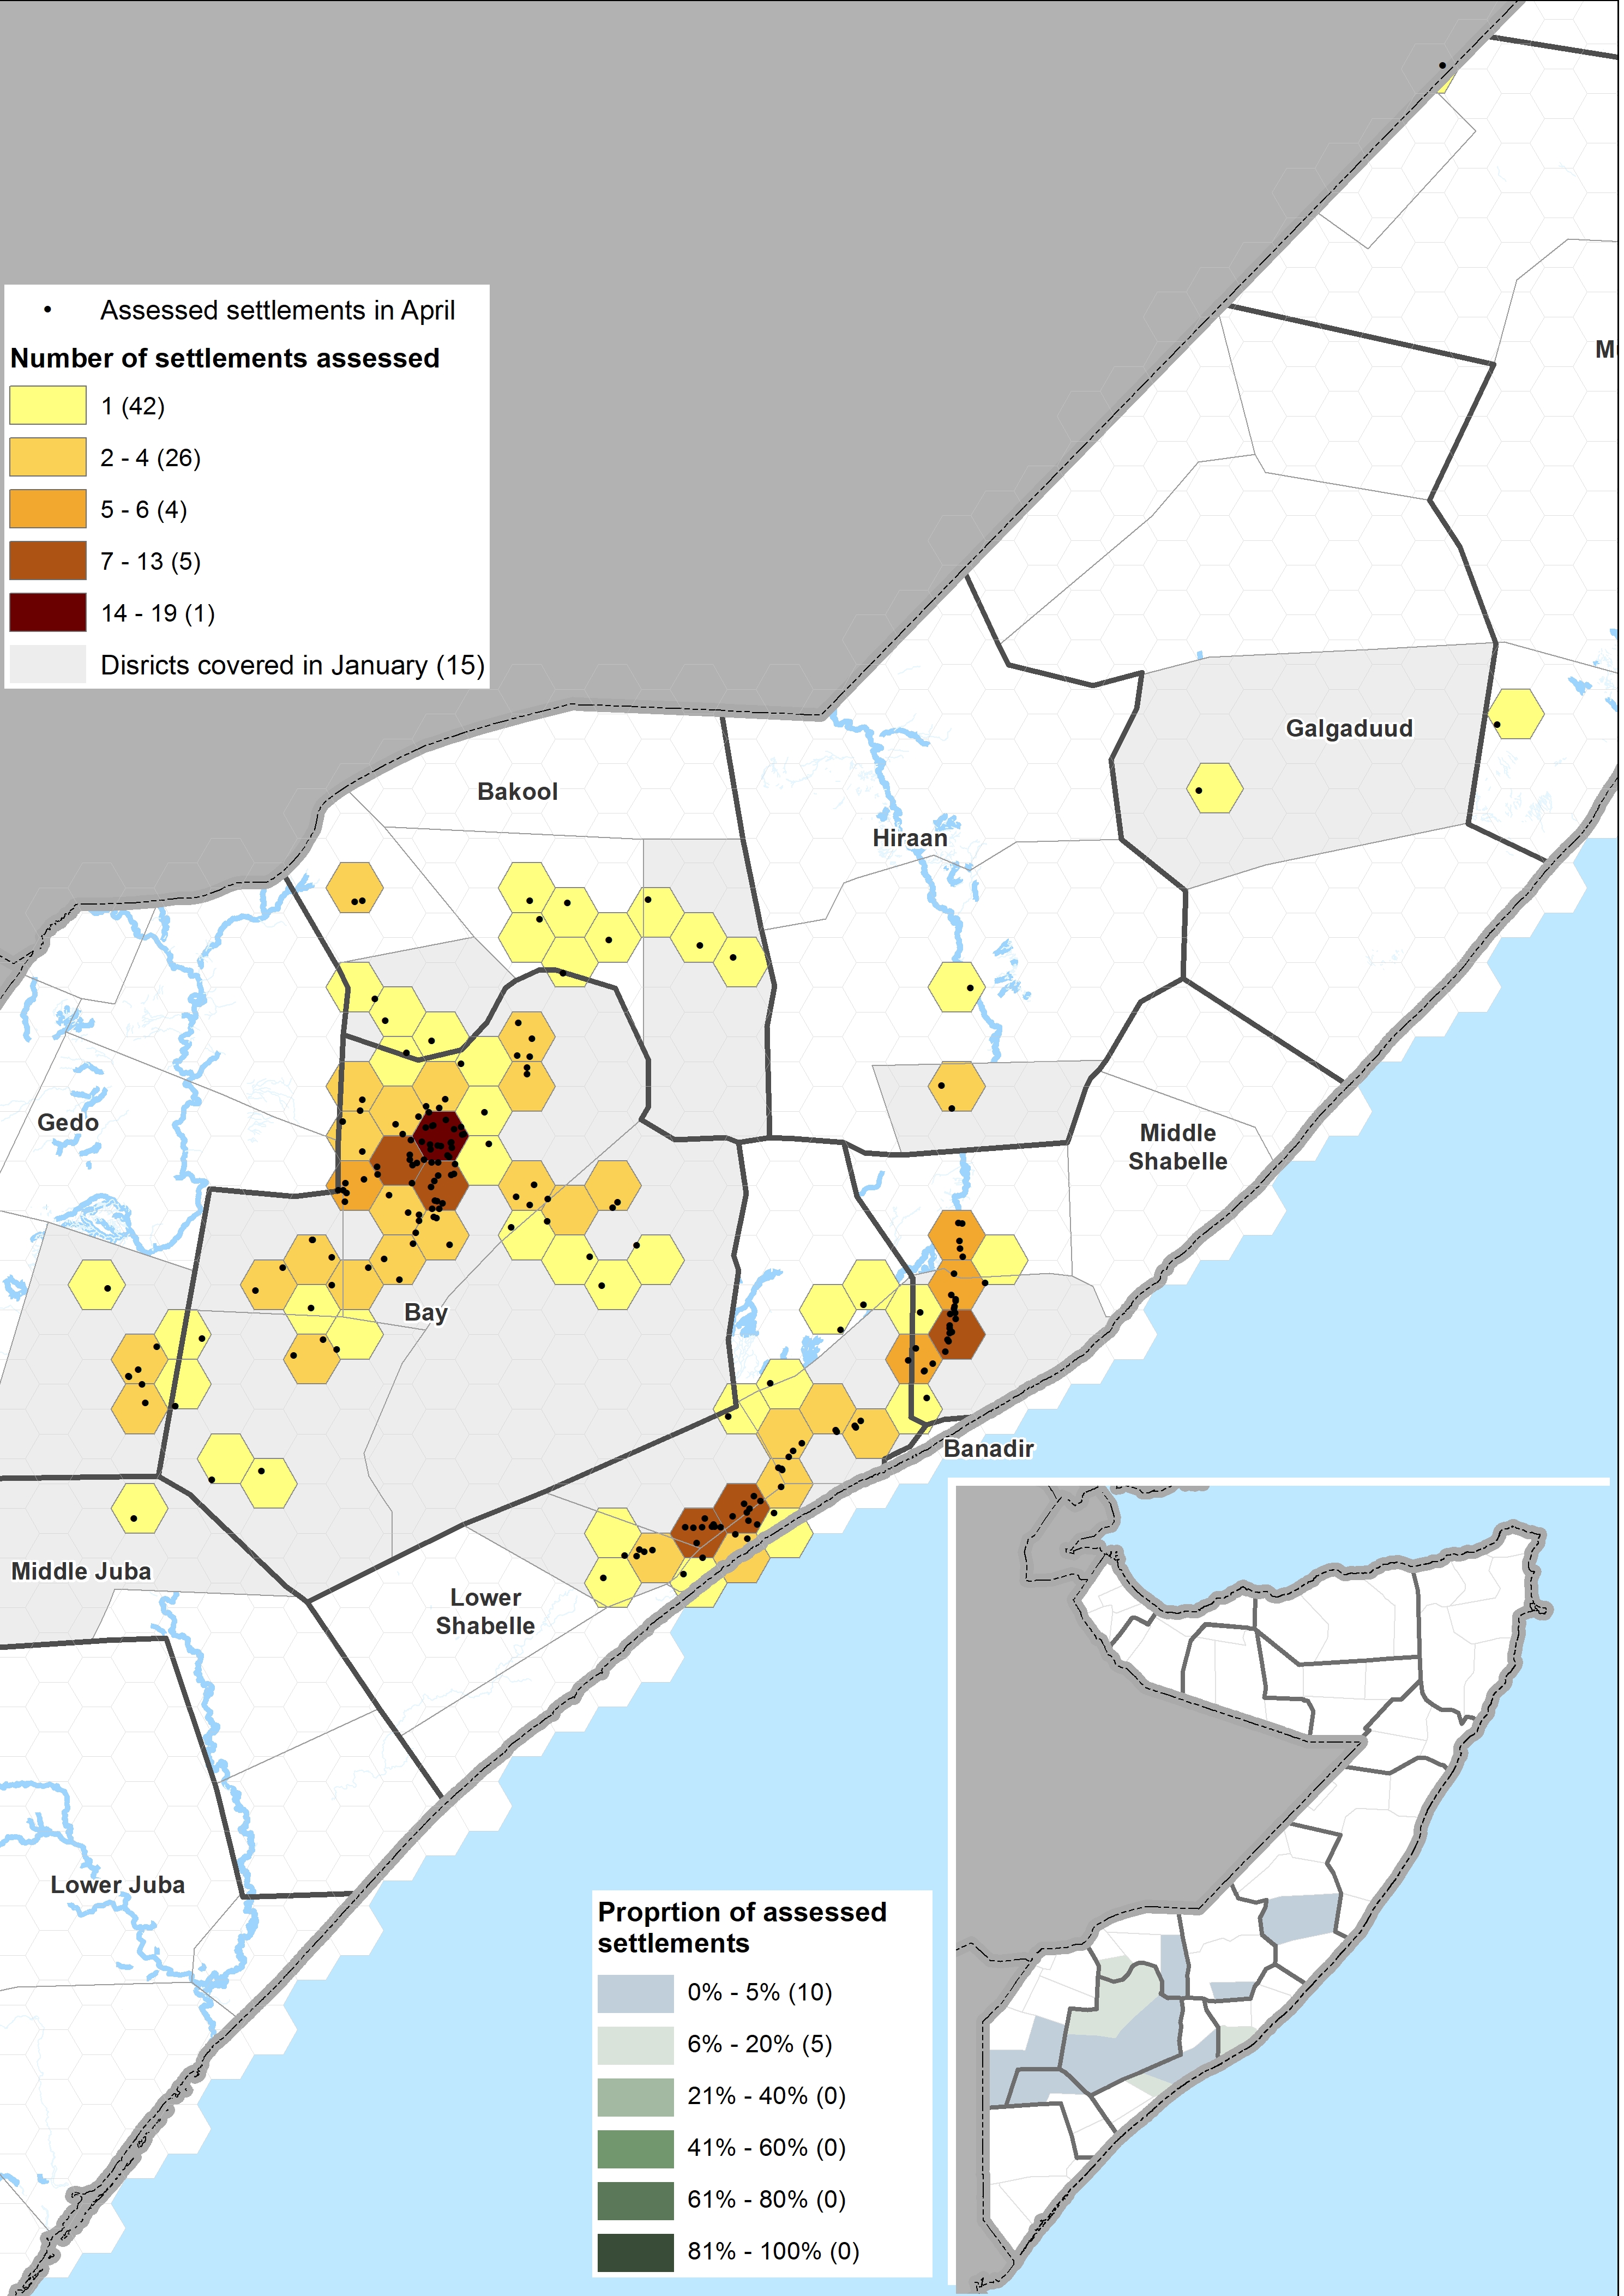 Assessed settlements in April
Number of settlements assessed
1 (42)
2 - 4 (26)
5 - 6 (4)
7 - 13 (5)
14 - 19 (1)
Disricts covered in January (15)
Galgaduud
Bakool
Hiraan
Gedo
Middle
Shabelle
Bay
Banadir
Middle Juba
Lower
Shabelle
Lower Juba
Proprtion of assessed
settlements
0% - 5% (10)
6% - 20% (5)
21% - 40% (0)
41% - 60% (0)
61% - 80% (0)
81% - 100% (0)